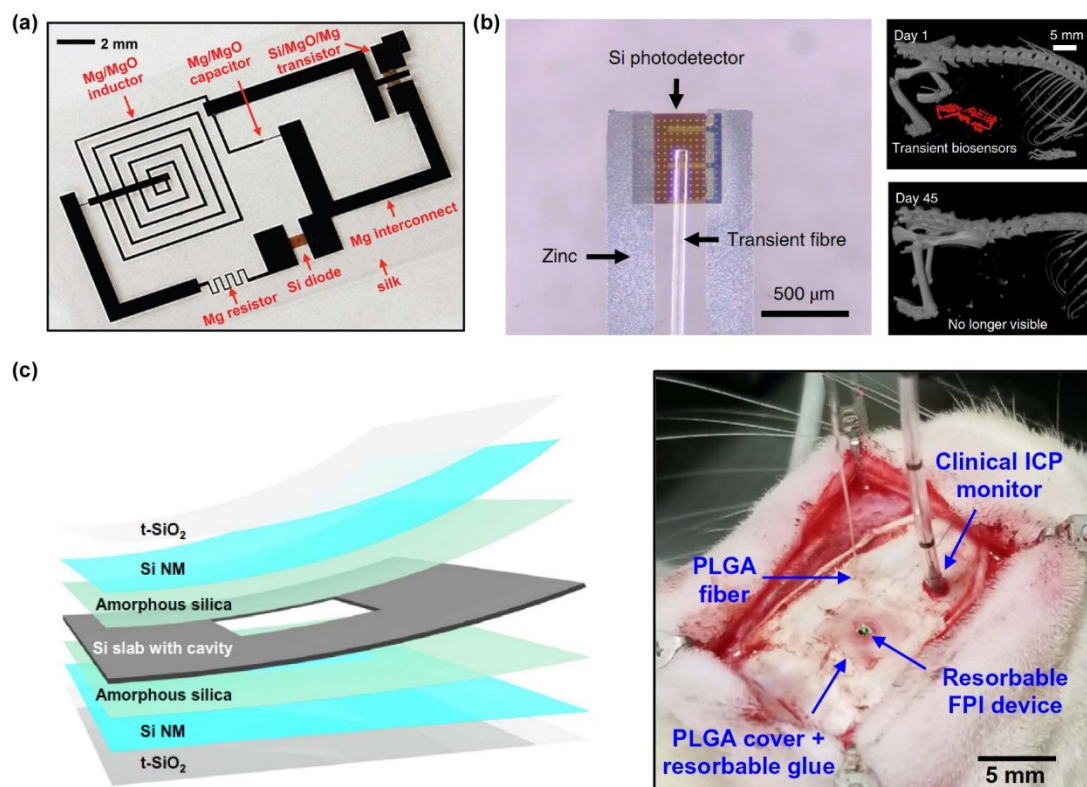 (a)
2 mm
Mg/MgO
inductor
Mg/MgO
capacitor
Si/MgO/Mg
transistor
Mg interconnect
silk
Si diode
Mg resistor
(b)
Si photodetector
Zinc
Transient fibre
500 μm
Day 1
5 mm
Transient biosensors
Day 45
No longer visible
(c)
t-SiO₂
Si NM
Amorphous silica
Si slab with cavity
Amorphous silica
Si NM
t-SiO₂
Clinical ICP
monitor
PLGA
fiber
Resorbable
FPI device
PLGA cover +
resorbable glue
5 mm